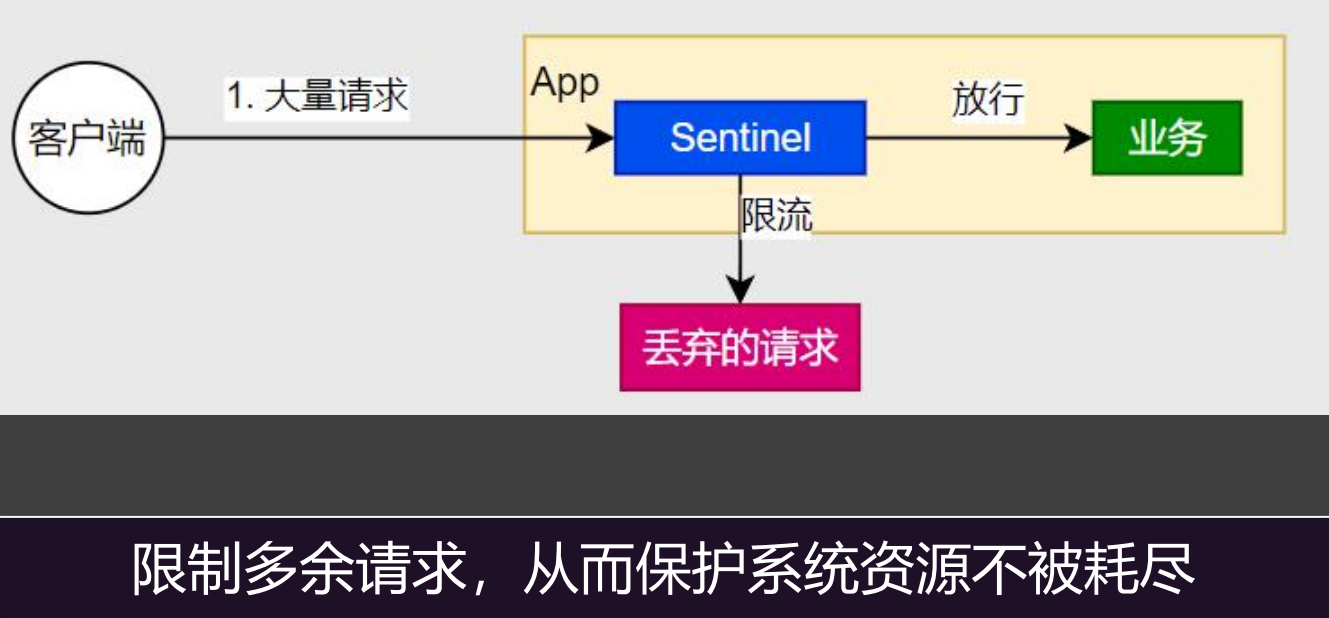 客户端
1. 大量请求
App
Sentinel
放行
业务
限流
丢弃的请求
限制多余请求，从而保护系统资源不被耗尽